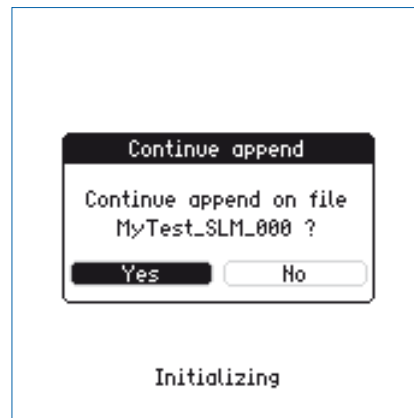 Continue append
Continue append on file
MyTest_SLM_000 ?
Yes No
Initializing